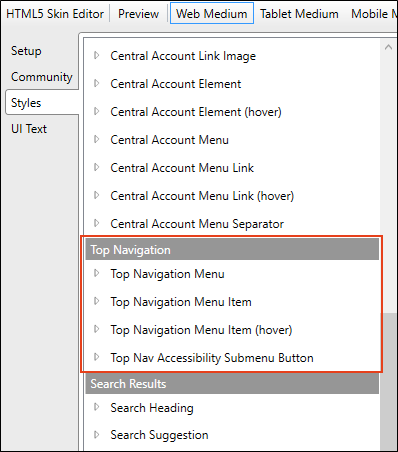 HTML5 Skin Editor Preview Web Medium Tablet Medium Mobile M
Setup
Community
Styles
UI Text
Central Account Link Image
Central Account Element
Central Account Element (hover)
Central Account Menu
Central Account Menu Link
Central Account Menu Link (hover)
Central Account Menu Separator
Top Navigation
Top Navigation Menu
Top Navigation Menu Item
Top Navigation Menu Item (hover)
Top Nav Accessibility Submenu Button
Search Results
Search Heading
Search Suggestion